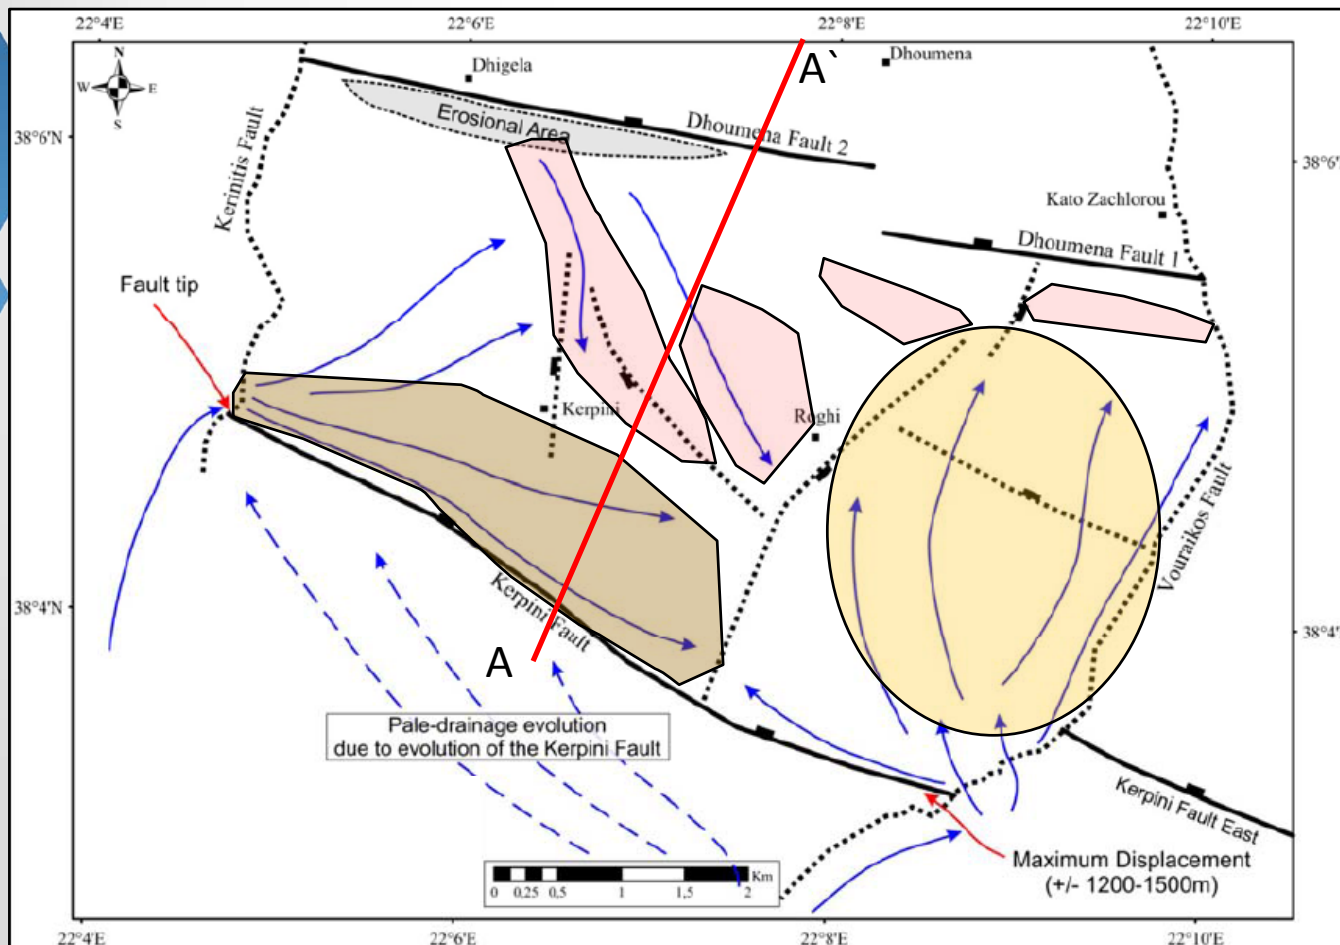 22°4'E
22°6'E
22°8'E
22°10'E
N
W
E
S
Dhigela
A`
Dhoumena
38°6'N
38°6'
Erosional Area
Dhoumena Fault 2
Kerinitis Fault
Kato Zachlorou
Dhoumena Fault 1
Fault tip
Kerpini
Roghi
Vouraikos Fault
38°4'N
38°4'
Kerpini Fault
A
Pale-drainage evolution
due to evolution of the Kerpini Fault
Kerpini Fault East
Maximum Displacement
(+/- 1200-1500m)
Km
0 0,25 0,5 1 1,5 2
22°4'E
22°6'E
22°8'E
22°10'E